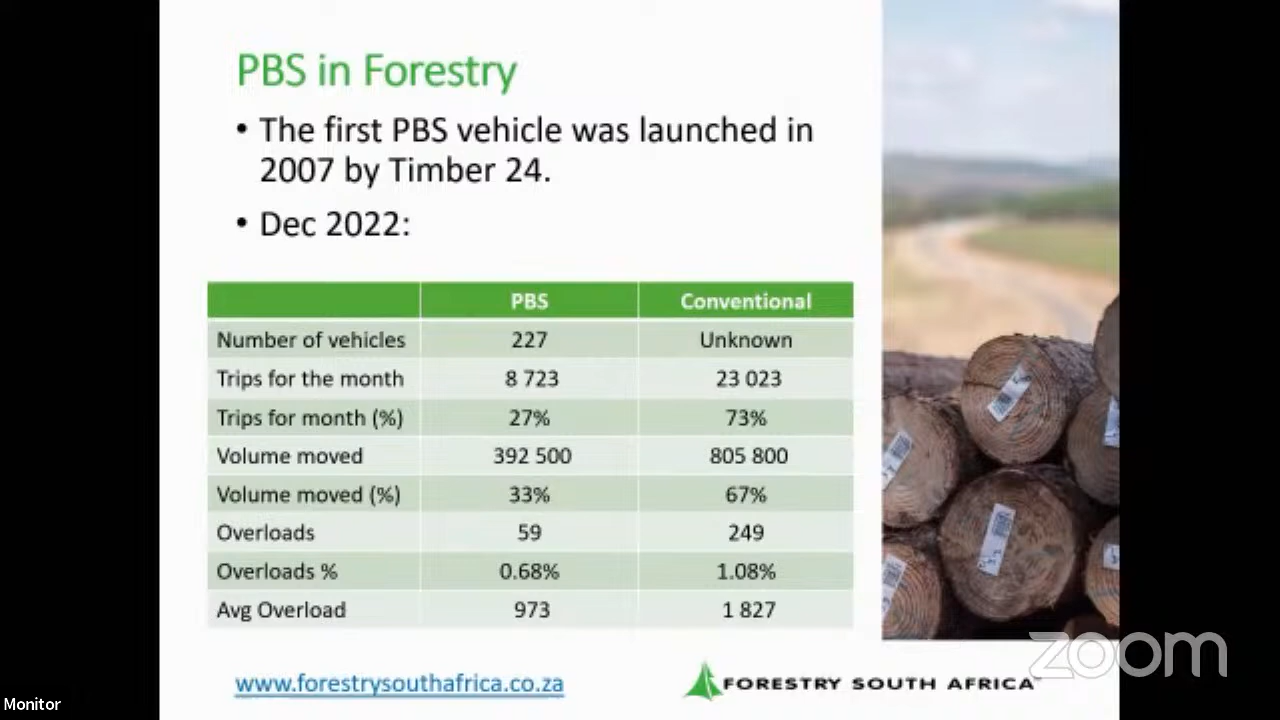 PBS in Forestry
• The first PBS vehicle was launched in
2007 by Timber 24.
• Dec 2022:
PBS Conventional
Number of vehicles 227 Unknown
Trips for the month 8 723 23 023
Trips for month (%) 27% 73%
Volume moved 392 500 805 800
Volume moved (%) 33% 67%
Overloads 59 249
Overloads % 0.68% 1.08%
Avg Overload 973 1 827
www.forestrysouthafrica.co.za
FORESTRY SOUTH AFRICA
zoom
Monitor